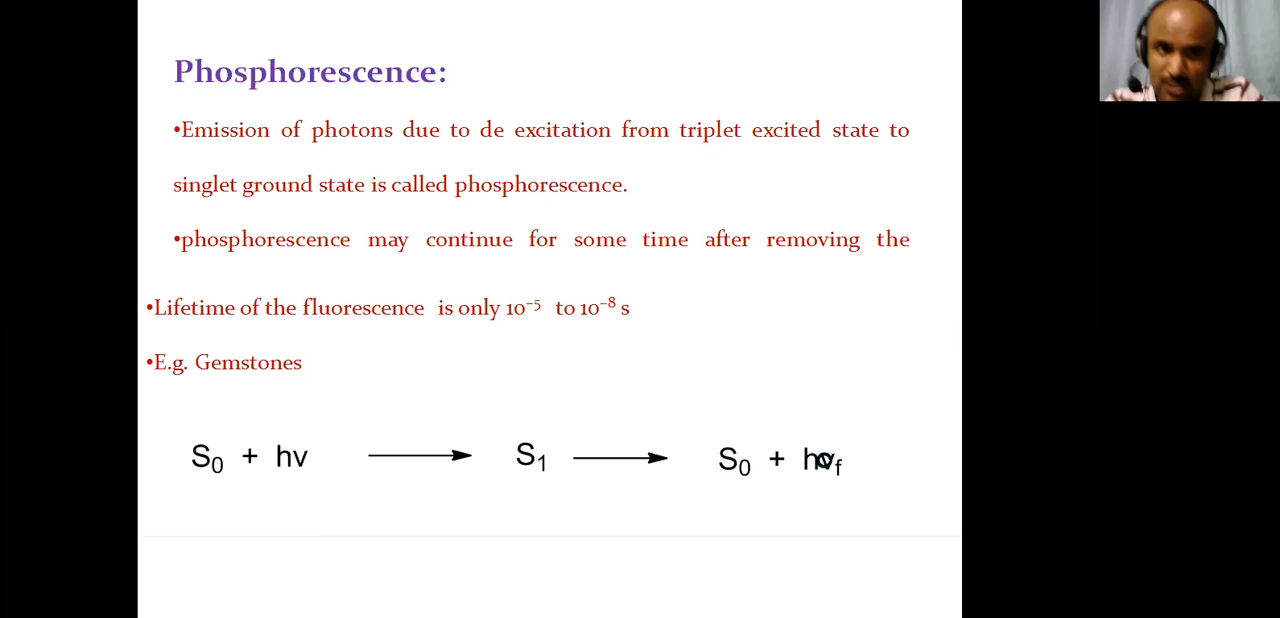 Phosphorescence:
•Emission of photons due to de excitation from triplet excited state to
singlet ground state is called phosphorescence.
•phosphorescence may continue for some time after removing the
•Lifetime of the fluorescence is only 10⁻⁵ to 10⁻⁸ s
•E.g. Gemstones
S₀ + hv ⟶ S₁ ⟶ S₀ + hv_f